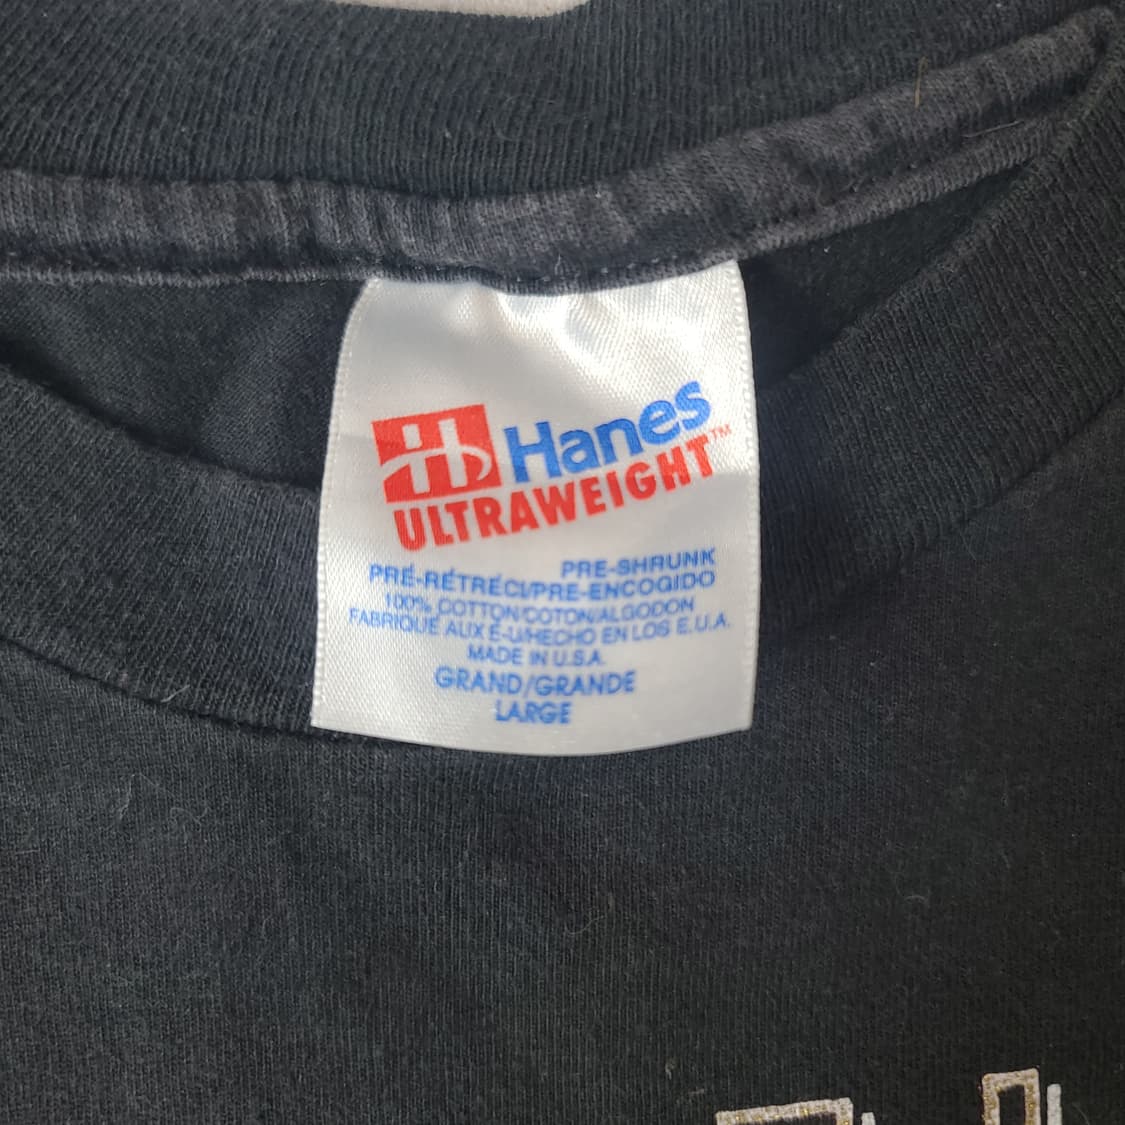 Hanes
ULTRAWEIGHT™
PRE-SHRUNK
PRÉ-RÉTRÉCI/PRE-ENCOGIDO
100% COTTON/COTON/ALGODON
FABRIQUE AUX É-U/HECHO EN LOS E.U.A.
MADE IN U.S.A.
GRAND/GRANDE
LARGE